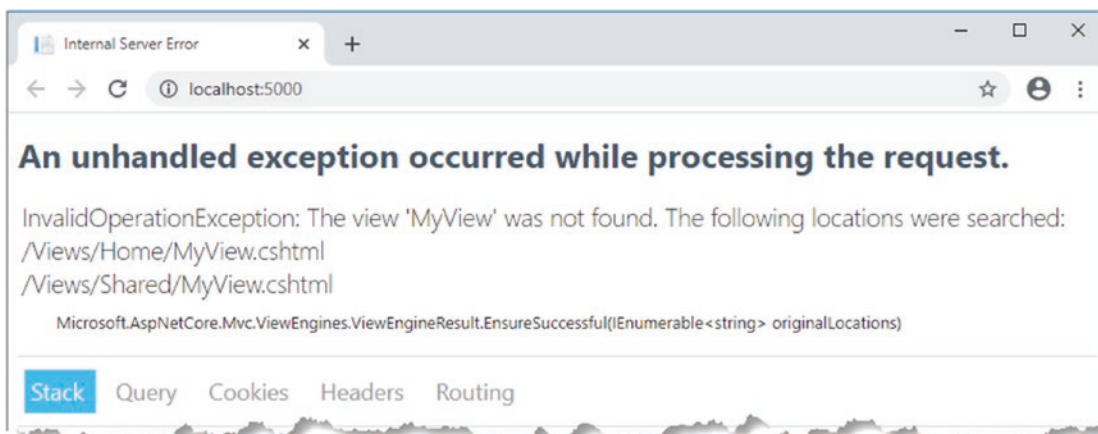 Internal Server Error
localhost:5000
An unhandled exception occurred while processing the request.
InvalidOperationException: The view 'MyView' was not found. The following locations were searched:
/Views/Home/MyView.cshtml
/Views/Shared/MyView.cshtml
Microsoft.AspNetCore.Mvc.ViewEngines.ViewEngineResult.EnsureSuccessful(IEnumerable<string> originalLocations)
Stack Query Cookies Headers Routing